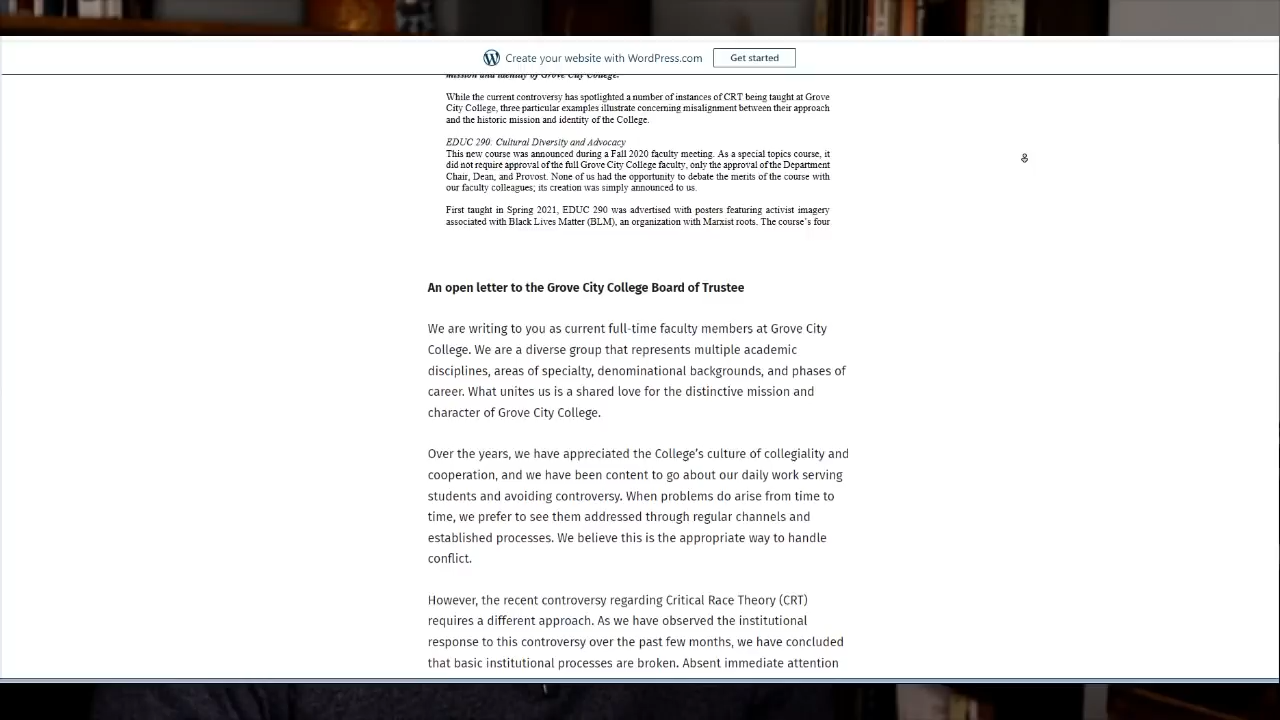 Create your website with WordPress.com
Get started
mission and identity of Grove City College.
While the current controversy has spotlighted a number of instances of CRT being taught at Grove
City College, three particular examples illustrate concerning misalignment between their approach
and the historic mission and identity of the College.
EDUC 290: Cultural Diversity and Advocacy
This new course was announced during a Fall 2020 faculty meeting. As a special topics course, it
did not require approval of the full Grove City College faculty, only the approval of the Department
Chair, Dean, and Provost. None of us had the opportunity to debate the merits of the course with
our faculty colleagues; its creation was simply announced to us.
First taught in Spring 2021, EDUC 290 was advertised with posters featuring activist imagery
associated with Black Lives Matter (BLM), an organization with Marxist roots. The course's four
An open letter to the Grove City College Board of Trustee
We are writing to you as current full-time faculty members at Grove City
College. We are a diverse group that represents multiple academic
disciplines, areas of specialty, denominational backgrounds, and phases of
career. What unites us is a shared love for the distinctive mission and
character of Grove City College.
Over the years, we have appreciated the College's culture of collegiality and
cooperation, and we have been content to go about our daily work serving
students and avoiding controversy. When problems do arise from time to
time, we prefer to see them addressed through regular channels and
established processes. We believe this is the appropriate way to handle
conflict.
However, the recent controversy regarding Critical Race Theory (CRT)
requires a different approach. As we have observed the institutional
response to this controversy over the past few months, we have concluded
that basic institutional processes are broken. Absent immediate attention